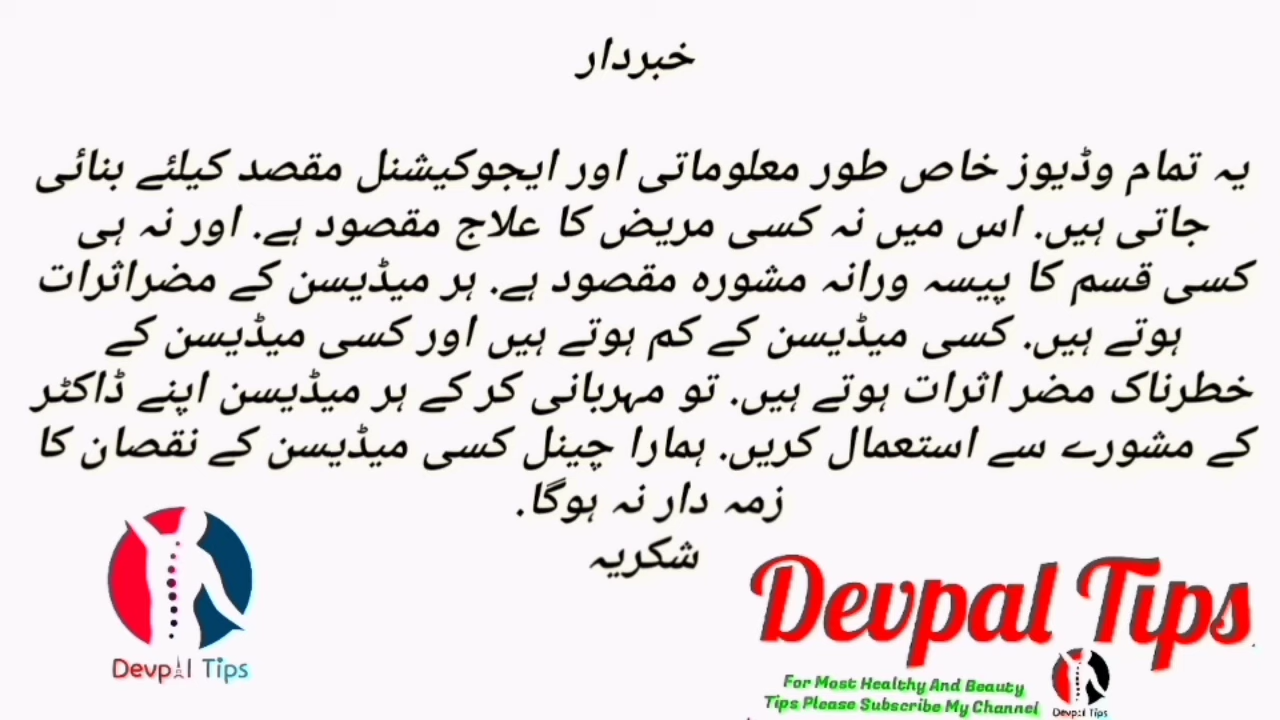 خبردار
یہ تمام وڈیوز خاص طور معلوماتی اور ایجوکیشنل مقصد کیلئے بنائی
جاتی ہیں. اس میں نہ کسی مریض کا علاج مقصود ہے. اور نہ ہی
کسی قسم کا پیسہ ورانہ مشورہ مقصود ہے. ہر میڈیسن کے مضراثرات
ہوتے ہیں. کسی میڈیسن کے کم ہوتے ہیں اور کسی میڈیسن کے
خطرناک مضر اثرات ہوتے ہیں. تو مہربانی کر کے ہر میڈیسن اپنے ڈاکٹر
کے مشورے سے استعمال کریں. ہمارا چینل کسی میڈیسن کے نقصان کا
زمہ دار نہ ہوگا.
شکریہ
Devpal Tips
Devpal Tips
For Most Healthy And Beauty
Tips Please Subscribe My Channel
Devpal Tips